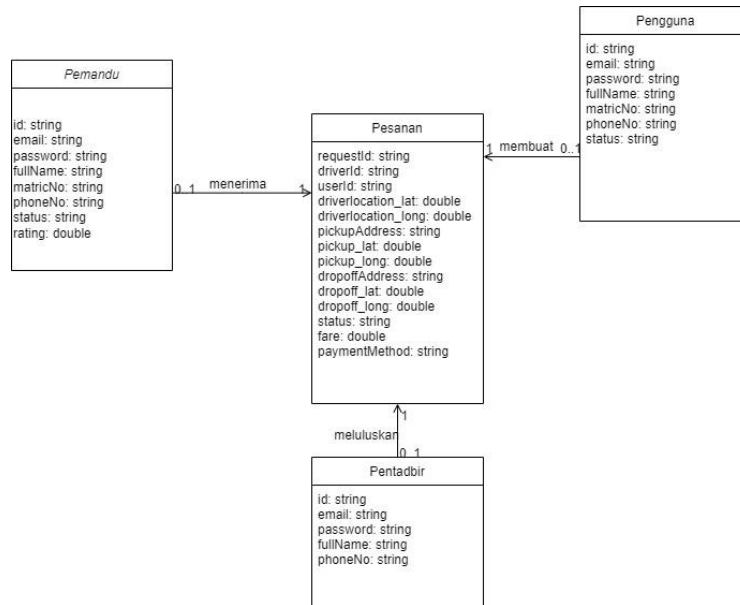 Pengguna
id: string
email: string
password: string
fullName: string
matricNo: string
phoneNo: string
status: string
Pemandu
id: string
email: string
password: string
fullName: string
matricNo: string
phoneNo: string
status: string
rating: double
0..1
menerima
1
Pesanan
requestId: string
driverId: string
userId: string
driverlocation_lat: double
driverlocation_long: double
pickupAddress: string
pickup_lat: double
pickup_long: double
dropoffAddress: string
dropoff_lat: double
dropoff_long: double
status: string
fare: double
paymentMethod: string
1
membuat
0..1
1
meluluskan
0..1
Pentadbir
id: string
email: string
password: string
fullName: string
phoneNo: string